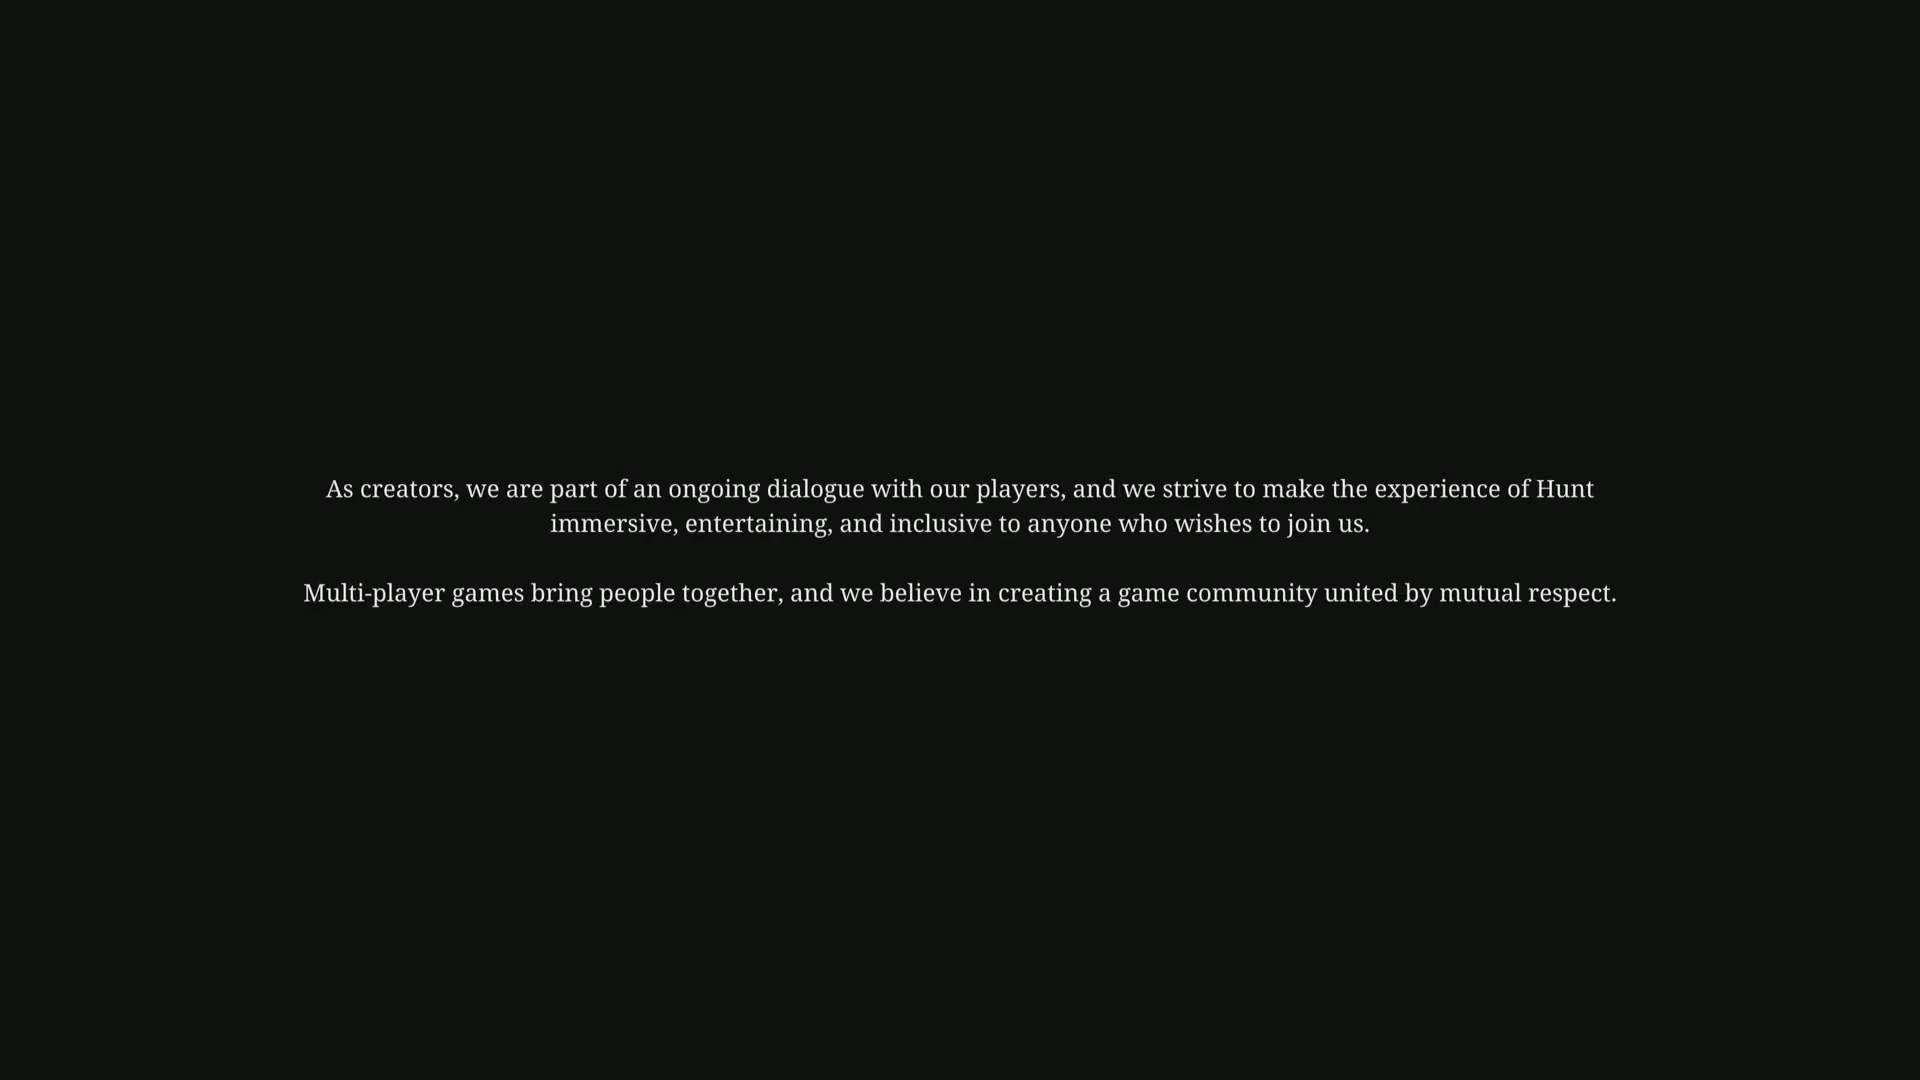 As creators, we are part of an ongoing dialogue with our players, and we strive to make the experience of Hunt
immersive, entertaining, and inclusive to anyone who wishes to join us.
Multi-player games bring people together, and we believe in creating a game community united by mutual respect.